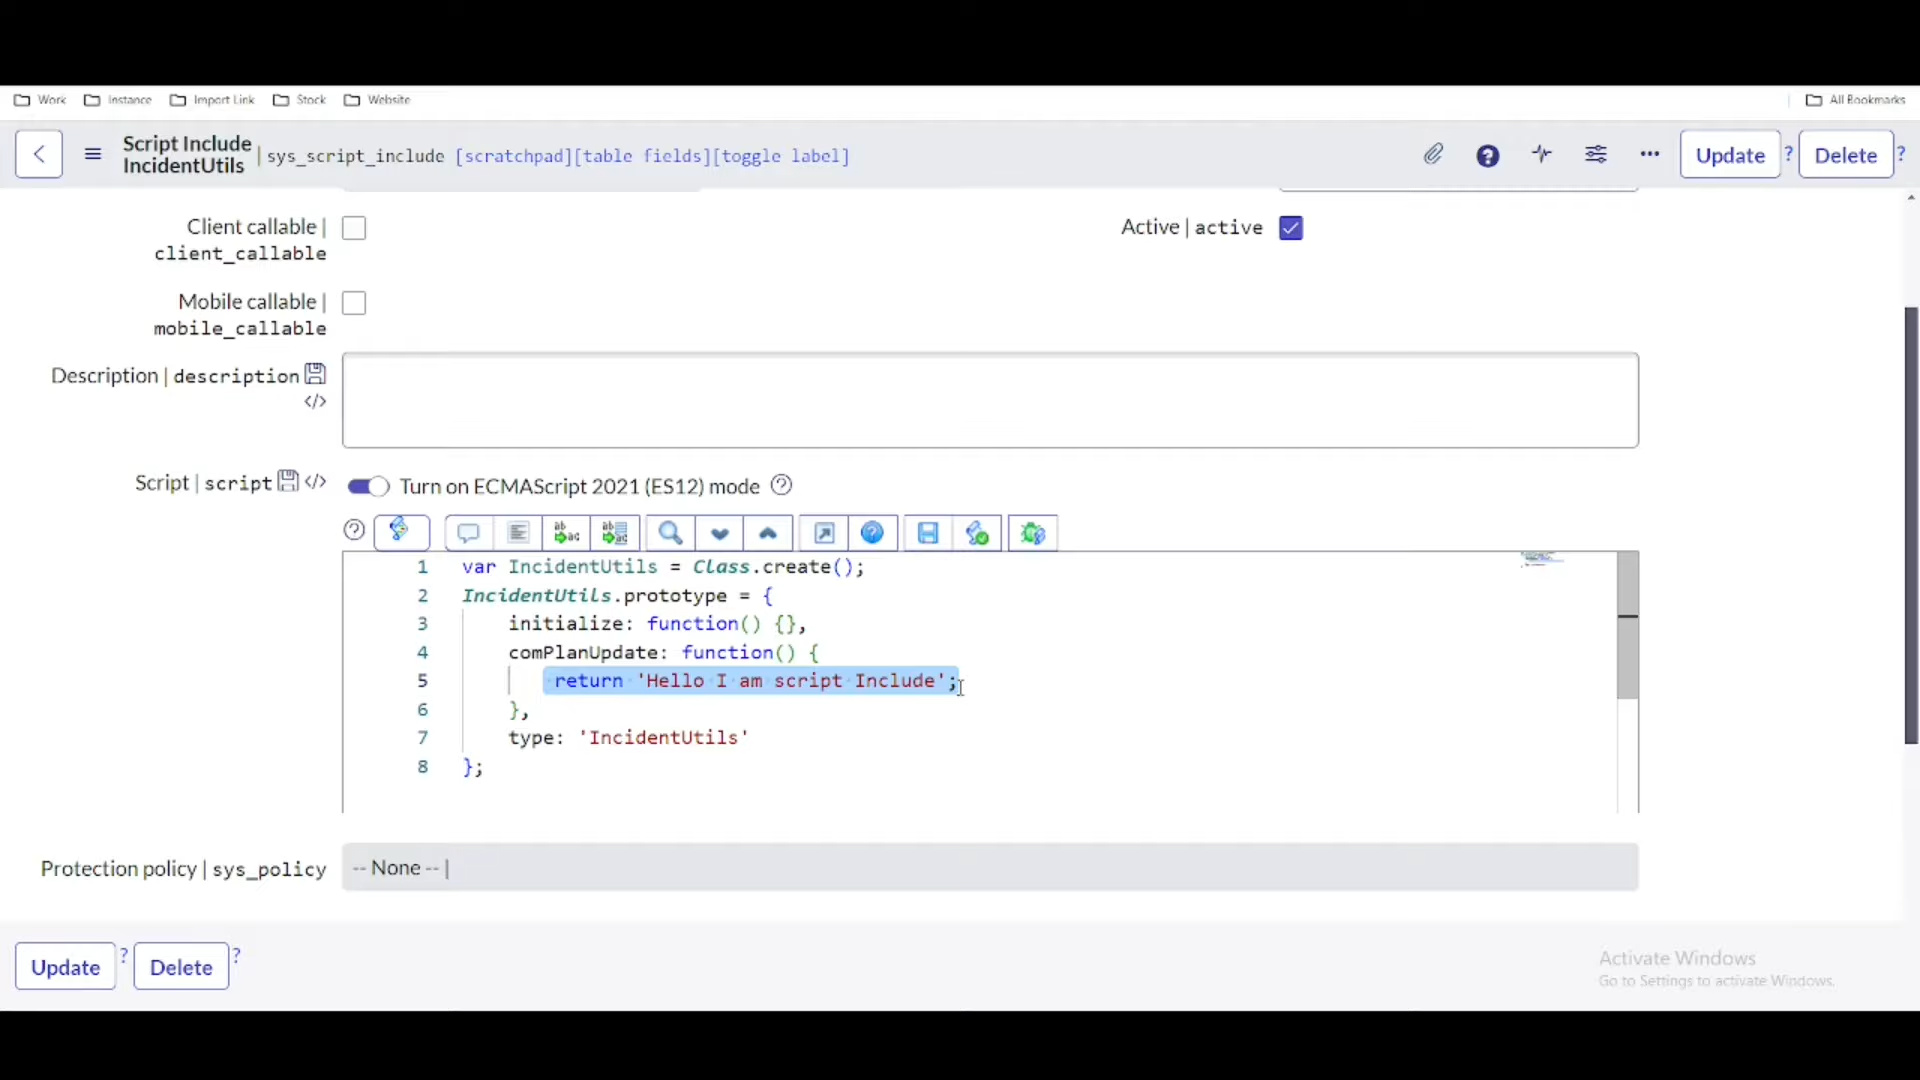 Work Instance Import Link Stock Website All Bookmarks
Script Include
IncidentUtils | sys_script_include [scratchpad][table fields][toggle label] ? ... Update ? Delete ?
Client callable | Active | active
client_callable
Mobile callable |
mobile_callable
Description | description
</>
Script | script </> Turn on ECMAScript 2021 (ES12) mode ?
1 var IncidentUtils = Class.create();
2 IncidentUtils.prototype = {
3 initialize: function() {},
4 comPlanUpdate: function() {
5 return 'Hello I am script Include';
6 },
7 type: 'IncidentUtils'
8 };
Protection policy | sys_policy -- None -- |
Update ? Delete ?
Activate Windows
Go to Settings to activate Windows.